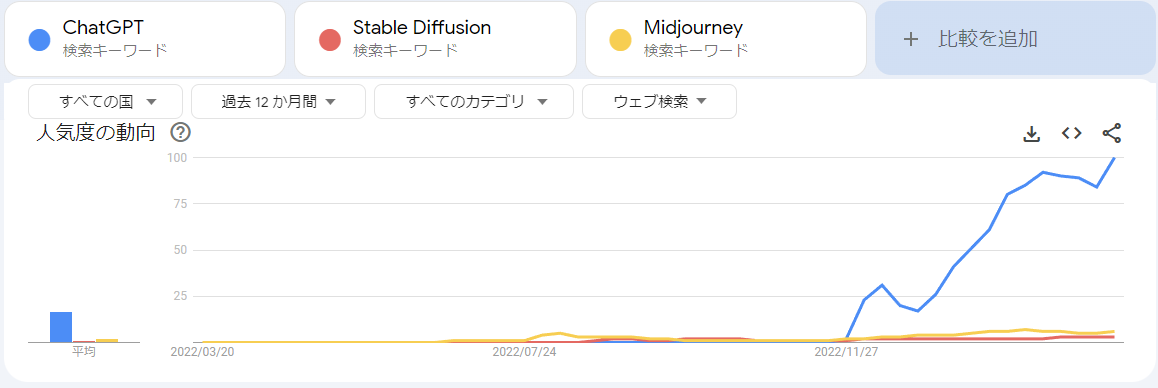 ChatGPT
検索キーワード
Stable Diffusion
検索キーワード
Midjourney
検索キーワード
+ 比較を追加
すべての国
過去 12 か月間
すべてのカテゴリ
ウェブ検索
人気度の動向
?
100
75
50
25
平均
2022/03/20
2022/07/24
2022/11/27